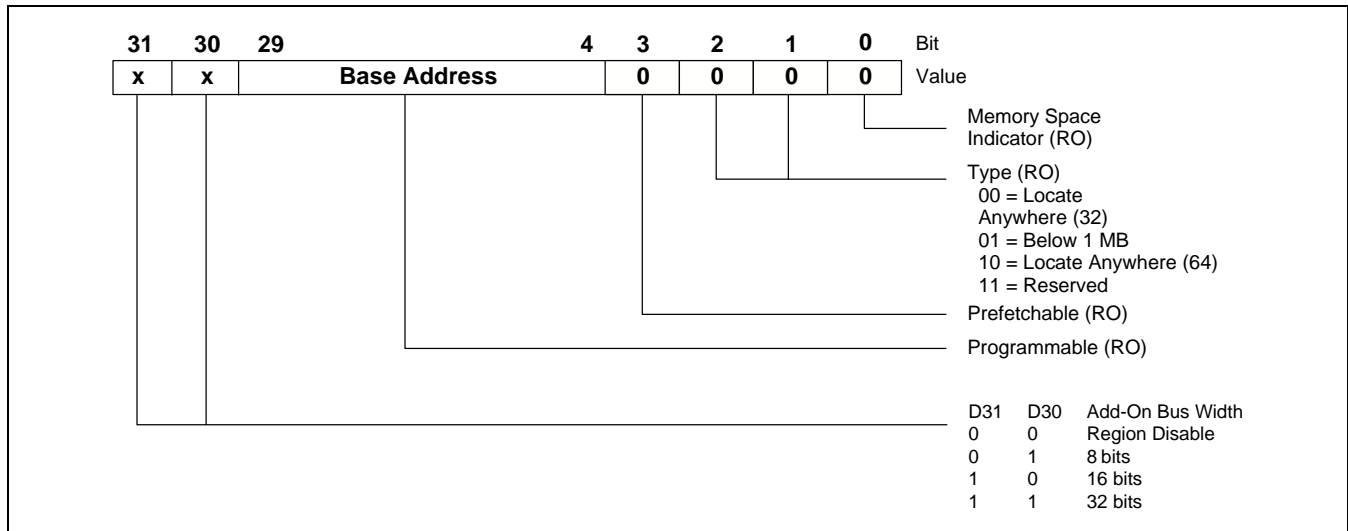 31 30 29 4 3 2 1 0 Bit
x x Base Address 0 0 0 0 Value
Memory Space
Indicator (RO)
Type (RO)
00 = Locate
Anywhere (32)
01 = Below 1 MB
10 = Locate Anywhere (64)
11 = Reserved
Prefetchable (RO)
Programmable (RO)
D31 D30 Add-On Bus Width
0 0 Region Disable
0 1 8 bits
1 0 16 bits
1 1 32 bits